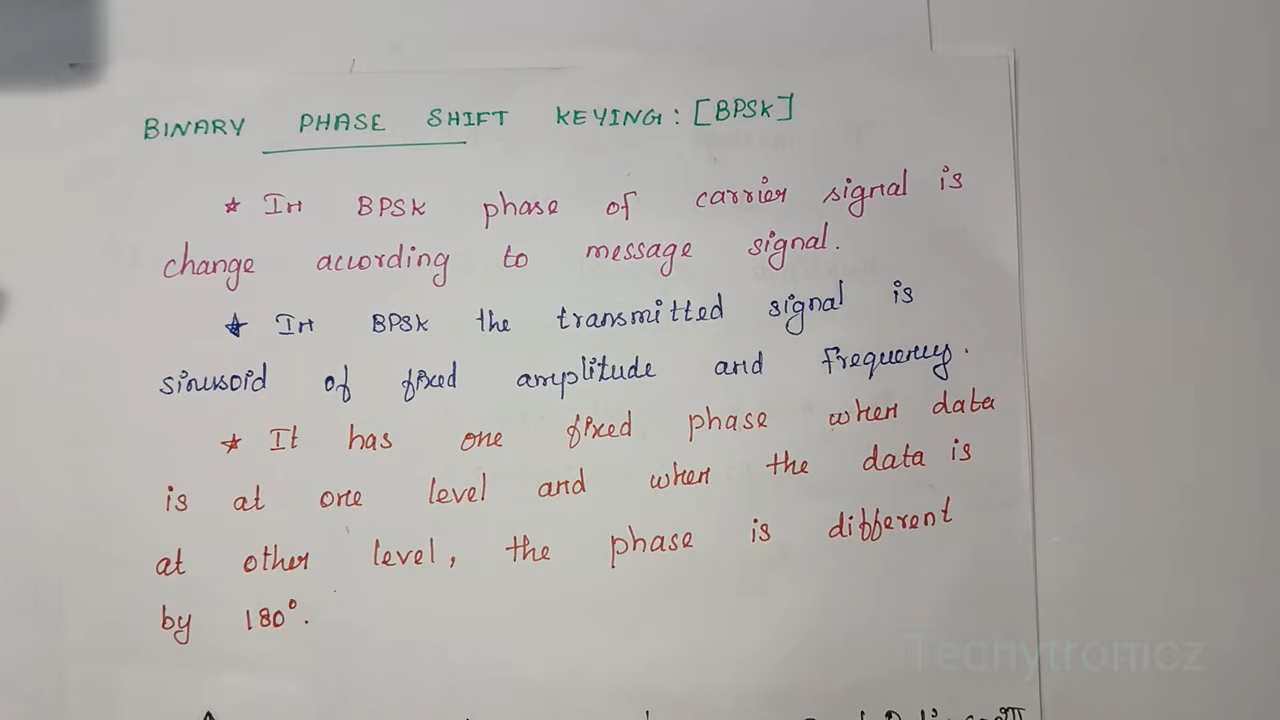 BINARY PHASE SHIFT KEYING: [BPSK]
* In BPSK phase of carrier signal is
change according to message signal.
* In BPSK the transmitted signal is
sinusoid of fixed amplitude and frequency.
* It has one fixed phase when data
is at one level and when the data is
at other level, the phase is different
by 180°.
Techytronicz